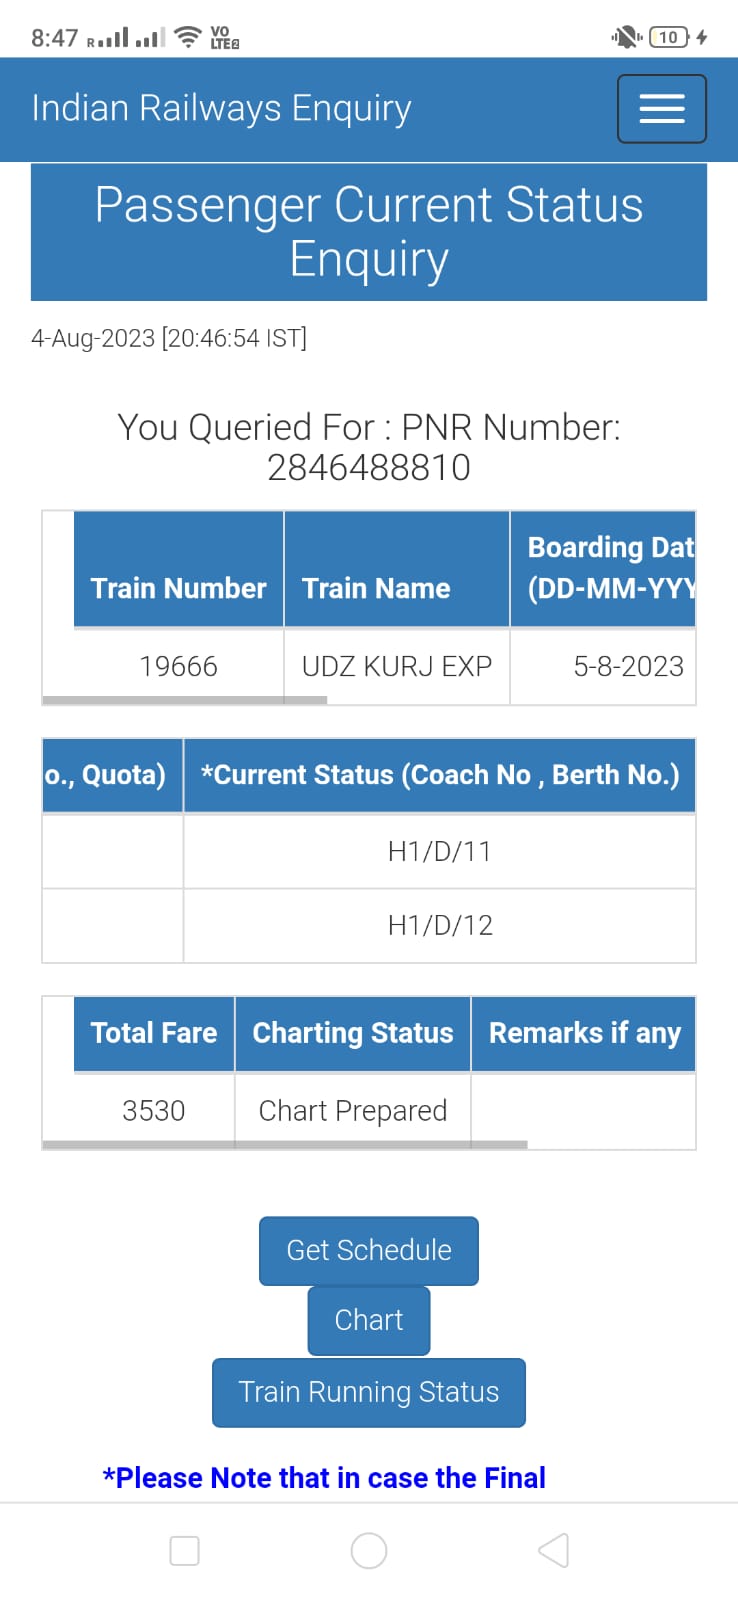 8:47 R VO LTE2 10
Indian Railways Enquiry
Passenger Current Status
Enquiry
4-Aug-2023 [20:46:54 IST]
You Queried For : PNR Number:
2846488810
Boarding Dat
Train Number Train Name (DD-MM-YYY
19666 UDZ KURJ EXP 5-8-2023
o., Quota) *Current Status (Coach No , Berth No.)
H1/D/11
H1/D/12
Total Fare Charting Status Remarks if any
3530 Chart Prepared
Get Schedule
Chart
Train Running Status
*Please Note that in case the Final